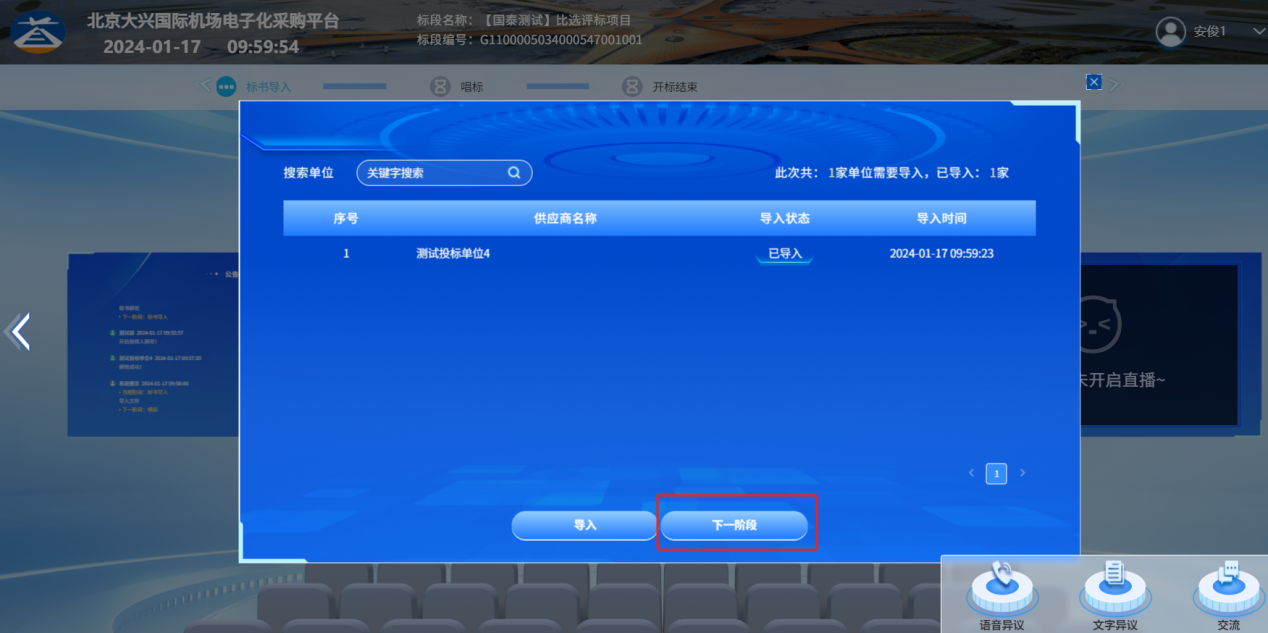 北京大兴国际机场电子化采购平台
2024-01-17 09:59:54
标段名称：【国泰测试】比选评标项目
标段编号：G1100005034000547001001
安俊1
标书导入 唱标 开标结束
搜索单位 关键字搜索 此次共： 1家单位需要导入，已导入： 1家
序号 供应商名称 导入状态 导入时间
1 测试投标单位4 已导入 2024-01-17 09:59:23
公告
未开启直播~
1
导入 下一阶段
语音异议 文字异议 交流